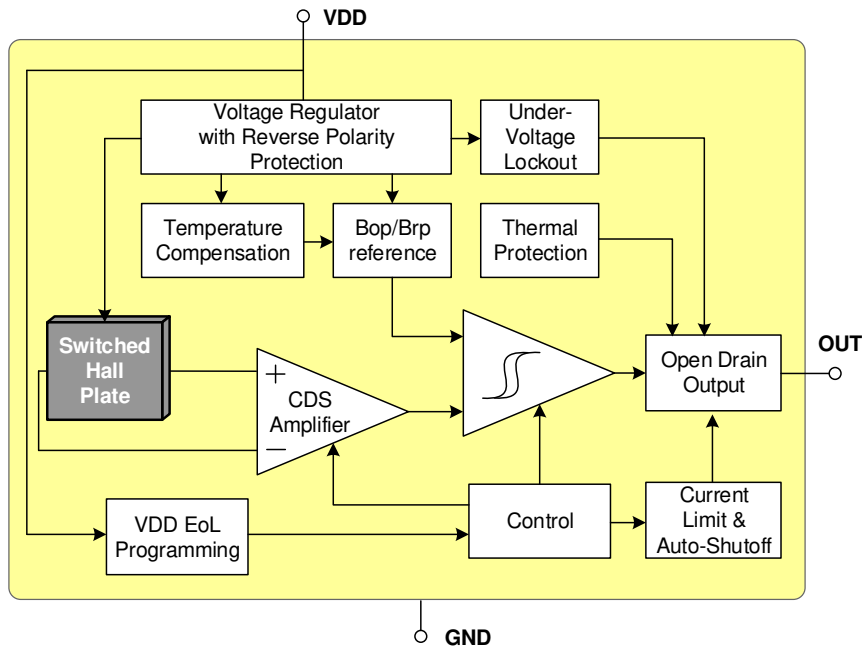 VDD
Voltage Regulator
with Reverse Polarity
Protection
Under-
Voltage
Lockout
Temperature
Compensation
Bop/Brp
reference
Thermal
Protection
Switched
Hall
Plate
+
CDS
Amplifier
−
Open Drain
Output
OUT
VDD EoL
Programming
Control
Current
Limit &
Auto-Shutoff
GND